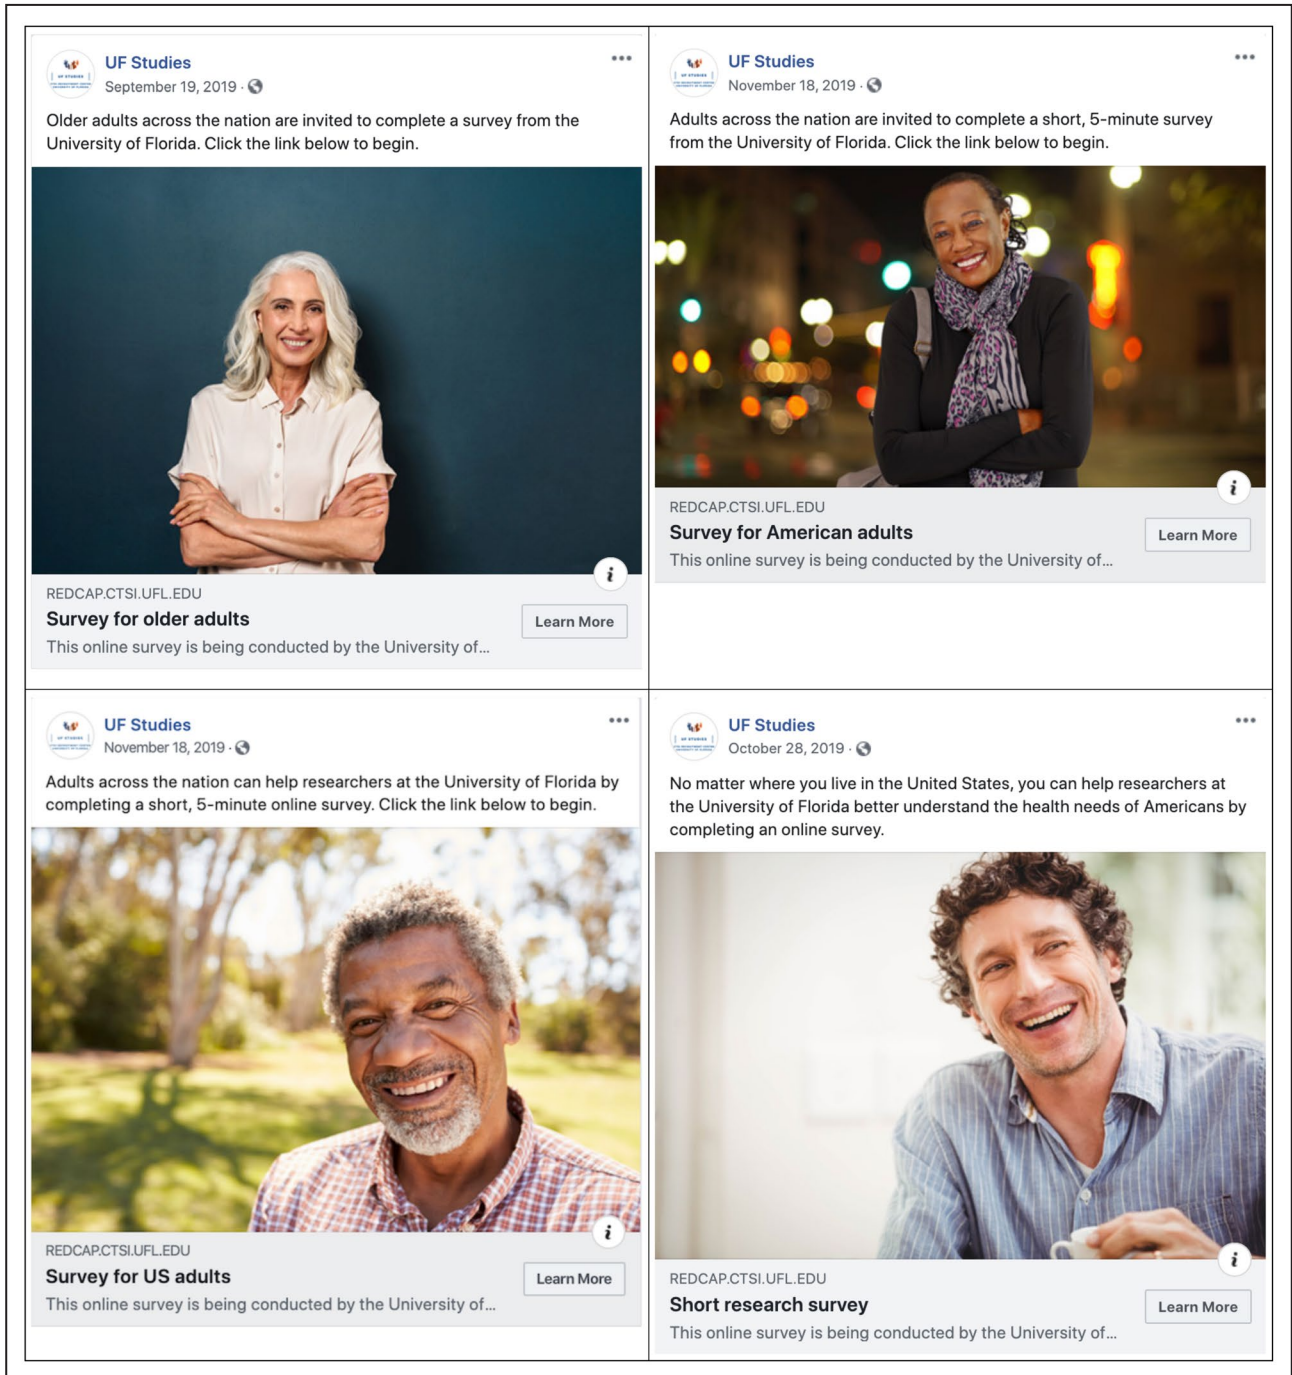 UF Studies
September 19, 2019 ·
Older adults across the nation are invited to complete a survey from the
University of Florida. Click the link below to begin.
REDCAP.CTSI.UFL.EDU
Survey for older adults
Learn More
This online survey is being conducted by the University of...
UF Studies
November 18, 2019 ·
Adults across the nation are invited to complete a short, 5-minute survey
from the University of Florida. Click the link below to begin.
REDCAP.CTSI.UFL.EDU
Survey for American adults
Learn More
This online survey is being conducted by the University of...
UF Studies
November 18, 2019 ·
Adults across the nation can help researchers at the University of Florida by
completing a short, 5-minute online survey. Click the link below to begin.
REDCAP.CTSI.UFL.EDU
Survey for US adults
Learn More
This online survey is being conducted by the University of...
UF Studies
October 28, 2019 ·
No matter where you live in the United States, you can help researchers at
the University of Florida better understand the health needs of Americans by
completing an online survey.
REDCAP.CTSI.UFL.EDU
Short research survey
Learn More
This online survey is being conducted by the University of...